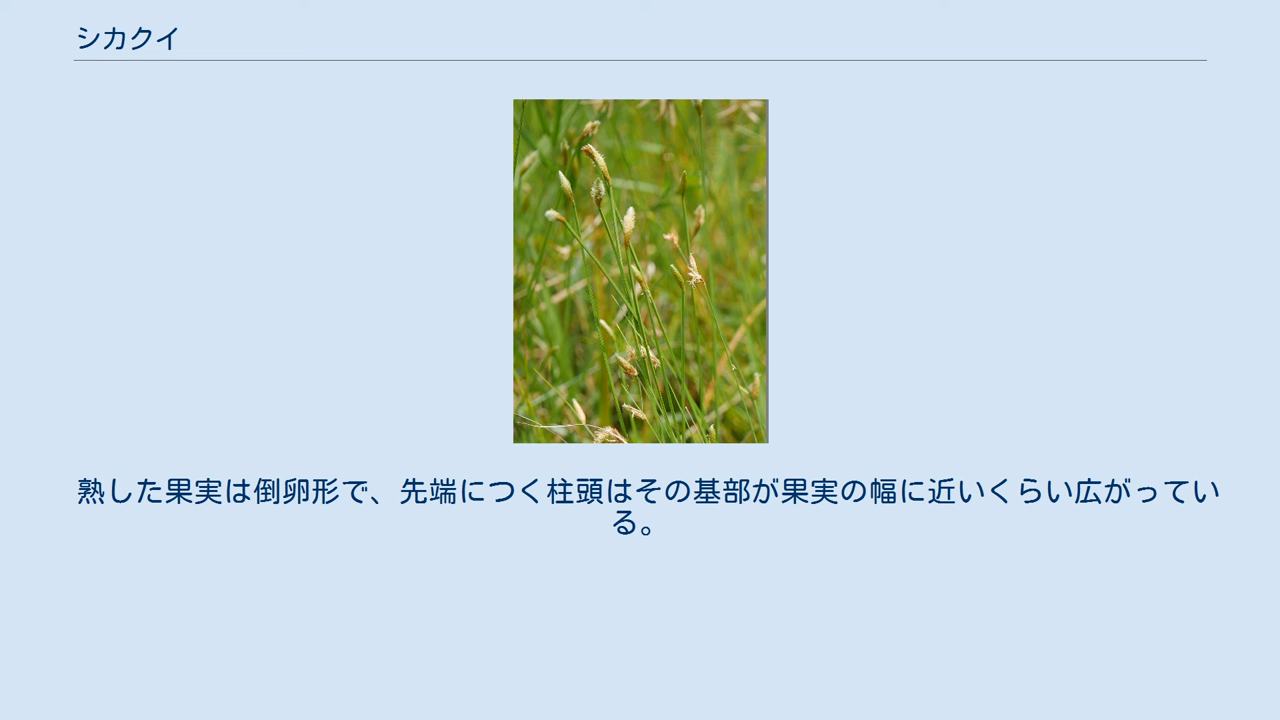 シカクイ
熟した果実は倒卵形で、先端につく柱頭はその基部が果実の幅に近いくらい広がってい
る。